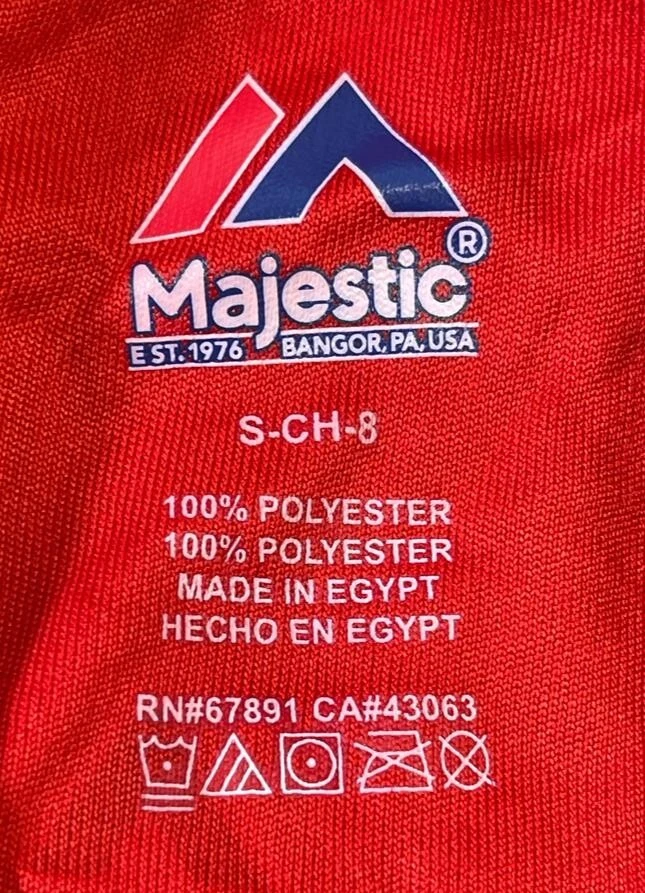 Majestic®
EST. 1976 BANGOR, PA, USA
S-CH-8
100% POLYESTER
100% POLYESTER
MADE IN EGYPT
HECHO EN EGYPT
RN#67891 CA#43063